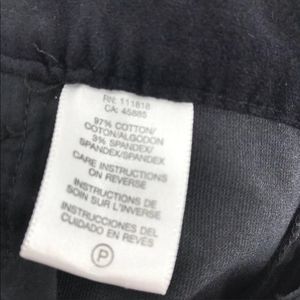 RN: 111818
CA: 45885
97% COTTON/
COTON/ALGODON
3% SPANDEX/
SPANDEX/SPANDEX
CARE INSTRUCTIONS
ON REVERSE
INSTRUCTIONS DE
SOIN SUR L'INVERSE
INSTRUCCIONES DEL
CUIDADO EN REVÉS
P